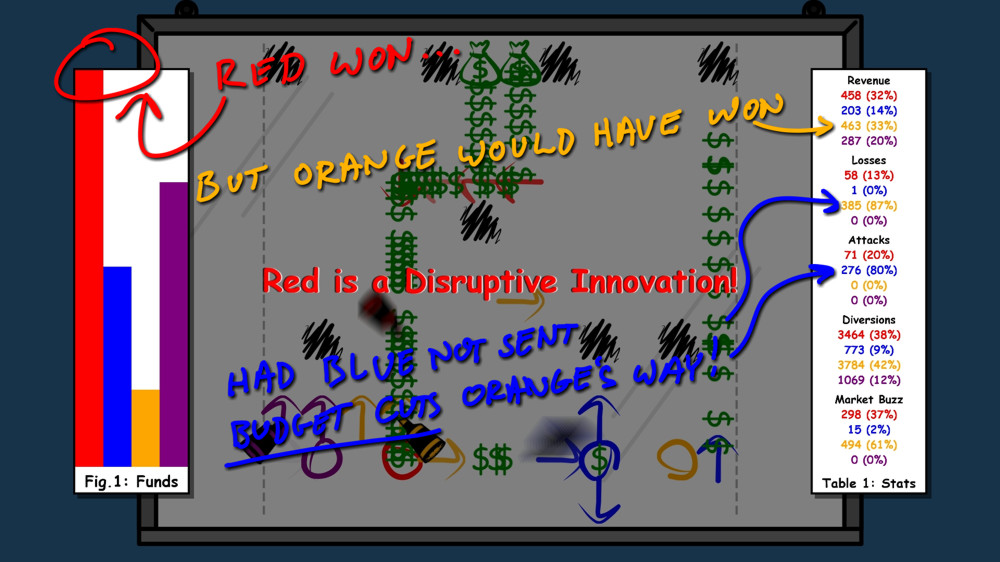 RED WON...
BUT ORANGE WOULD HAVE WON
Red is a Disruptive Innovation!
HAD BLUE NOT SENT
BUDGET CUTS ORANGE'S WAY!
$$
$
Fig.1: Funds
Revenue
458 (32%)
203 (14%)
463 (33%)
287 (20%)
Losses
58 (13%)
1 (0%)
385 (87%)
0 (0%)
Attacks
71 (20%)
276 (80%)
0 (0%)
0 (0%)
Diversions
3464 (38%)
773 (9%)
3784 (42%)
1069 (12%)
Market Buzz
298 (37%)
15 (2%)
494 (61%)
0 (0%)
Table 1: Stats